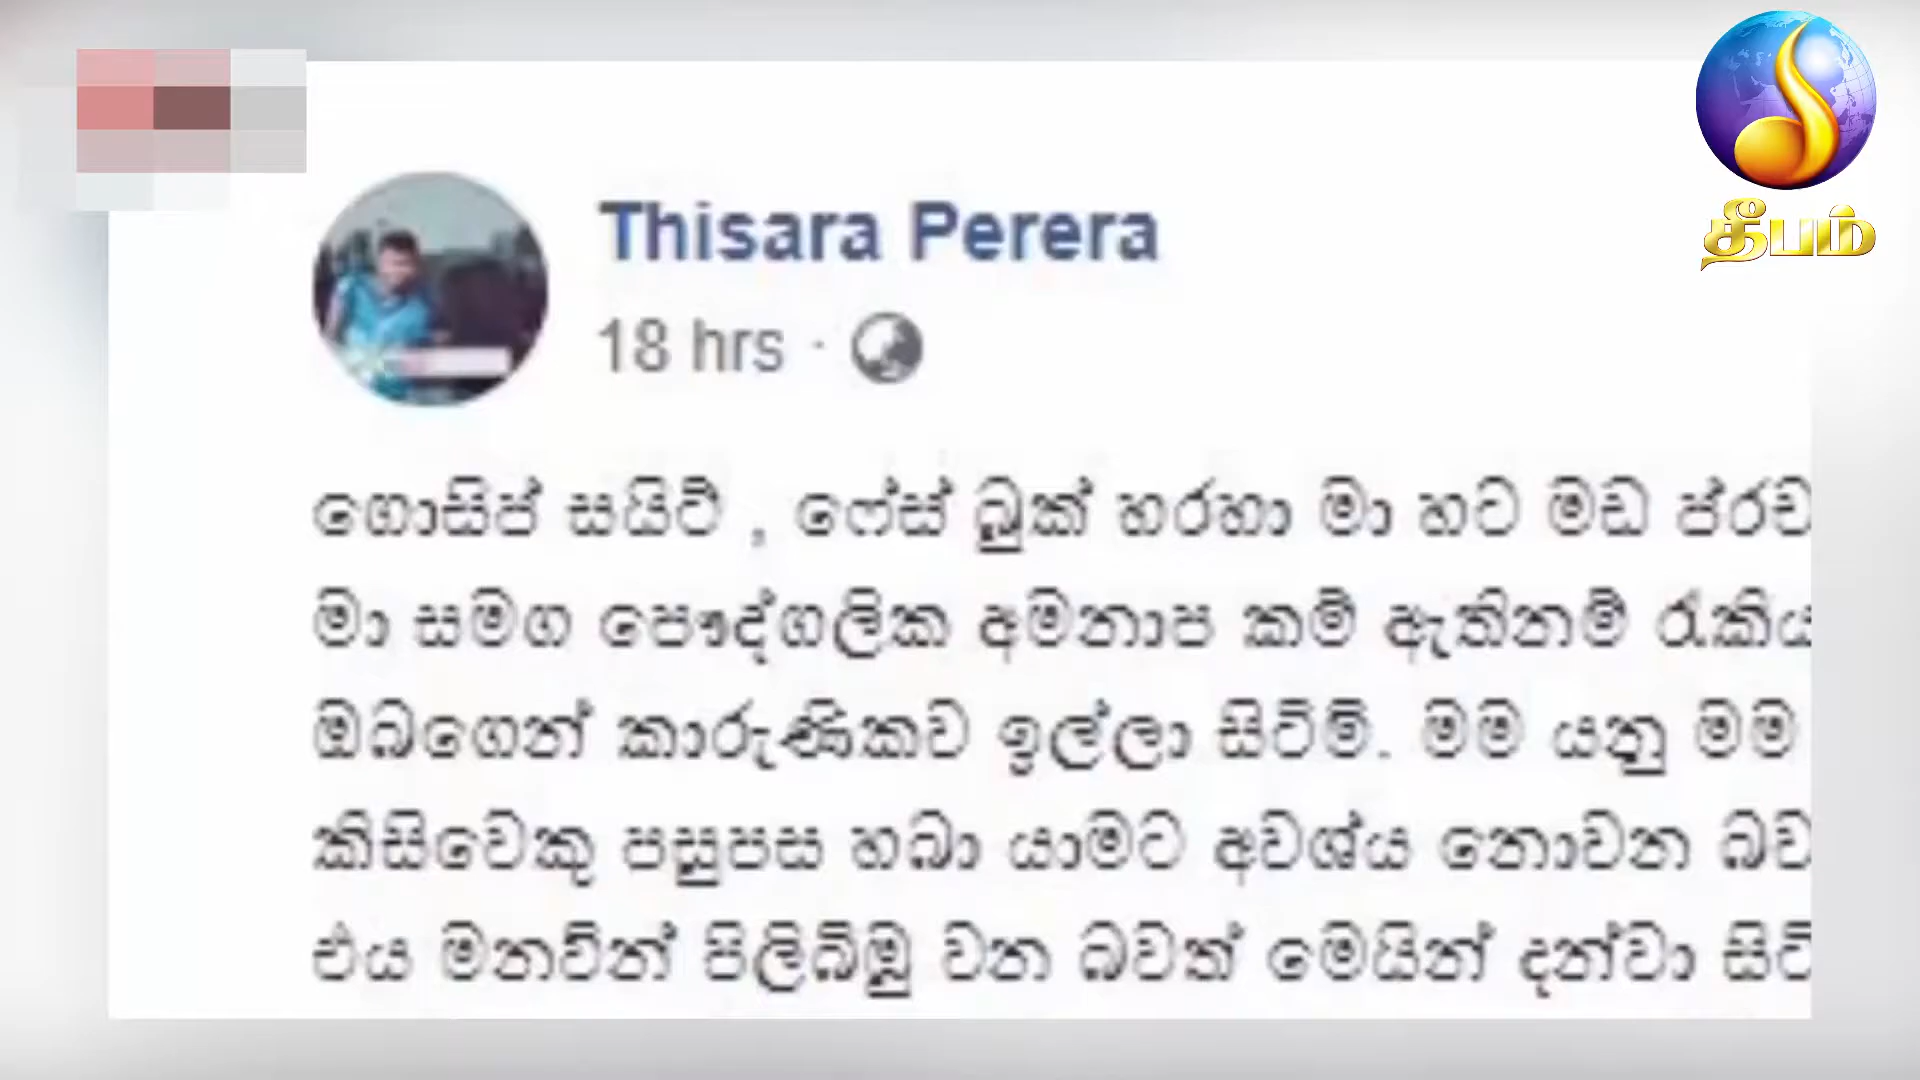 தீபம்
Thisara Perera
18 hrs ·
ගොසිප් සයිට් , ෆේස් බුක් හරහා මා හට මඩ ප්රච
මා සමග පෞද්ගලික අමනාප කම් ඇතිනම් රැකිය
ඔබගෙන් කාරුණිකව ඉල්ලා සිටිම්. මම යනු මම
කිසිවෙකු පසුපස හබා යාමට අවශ්ය නොවන බව
එය මනවින් පිලිබිඹු වන බවත් මෙයින් දන්වා සිටි